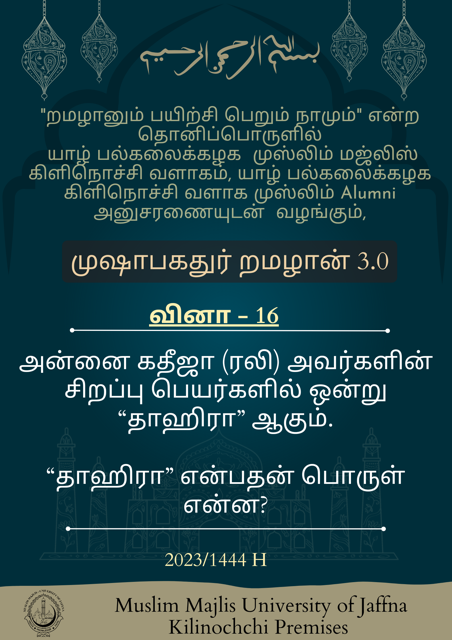 بسم الله الرحمن الرحيم
"றமழானும் பயிற்சி பெறும் நாமும்" என்ற
தொனிப்பொருளில்
யாழ் பல்கலைக்கழக முஸ்லிம் மஜ்லிஸ்
கிளிநொச்சி வளாகம், யாழ் பல்கலைக்கழக
கிளிநொச்சி வளாக முஸ்லிம் Alumni
அனுசரணையுடன் வழங்கும்,
முஷாபகதுர் றமழான் 3.0
வினா - 16
அன்னை கதீஜா (ரலி) அவர்களின்
சிறப்பு பெயர்களில் ஒன்று
“தாஹிரா” ஆகும்.
“தாஹிரா” என்பதன் பொருள்
என்ன?
2023/1444 H
Muslim Majlis University of Jaffna
Kilinochchi Premises